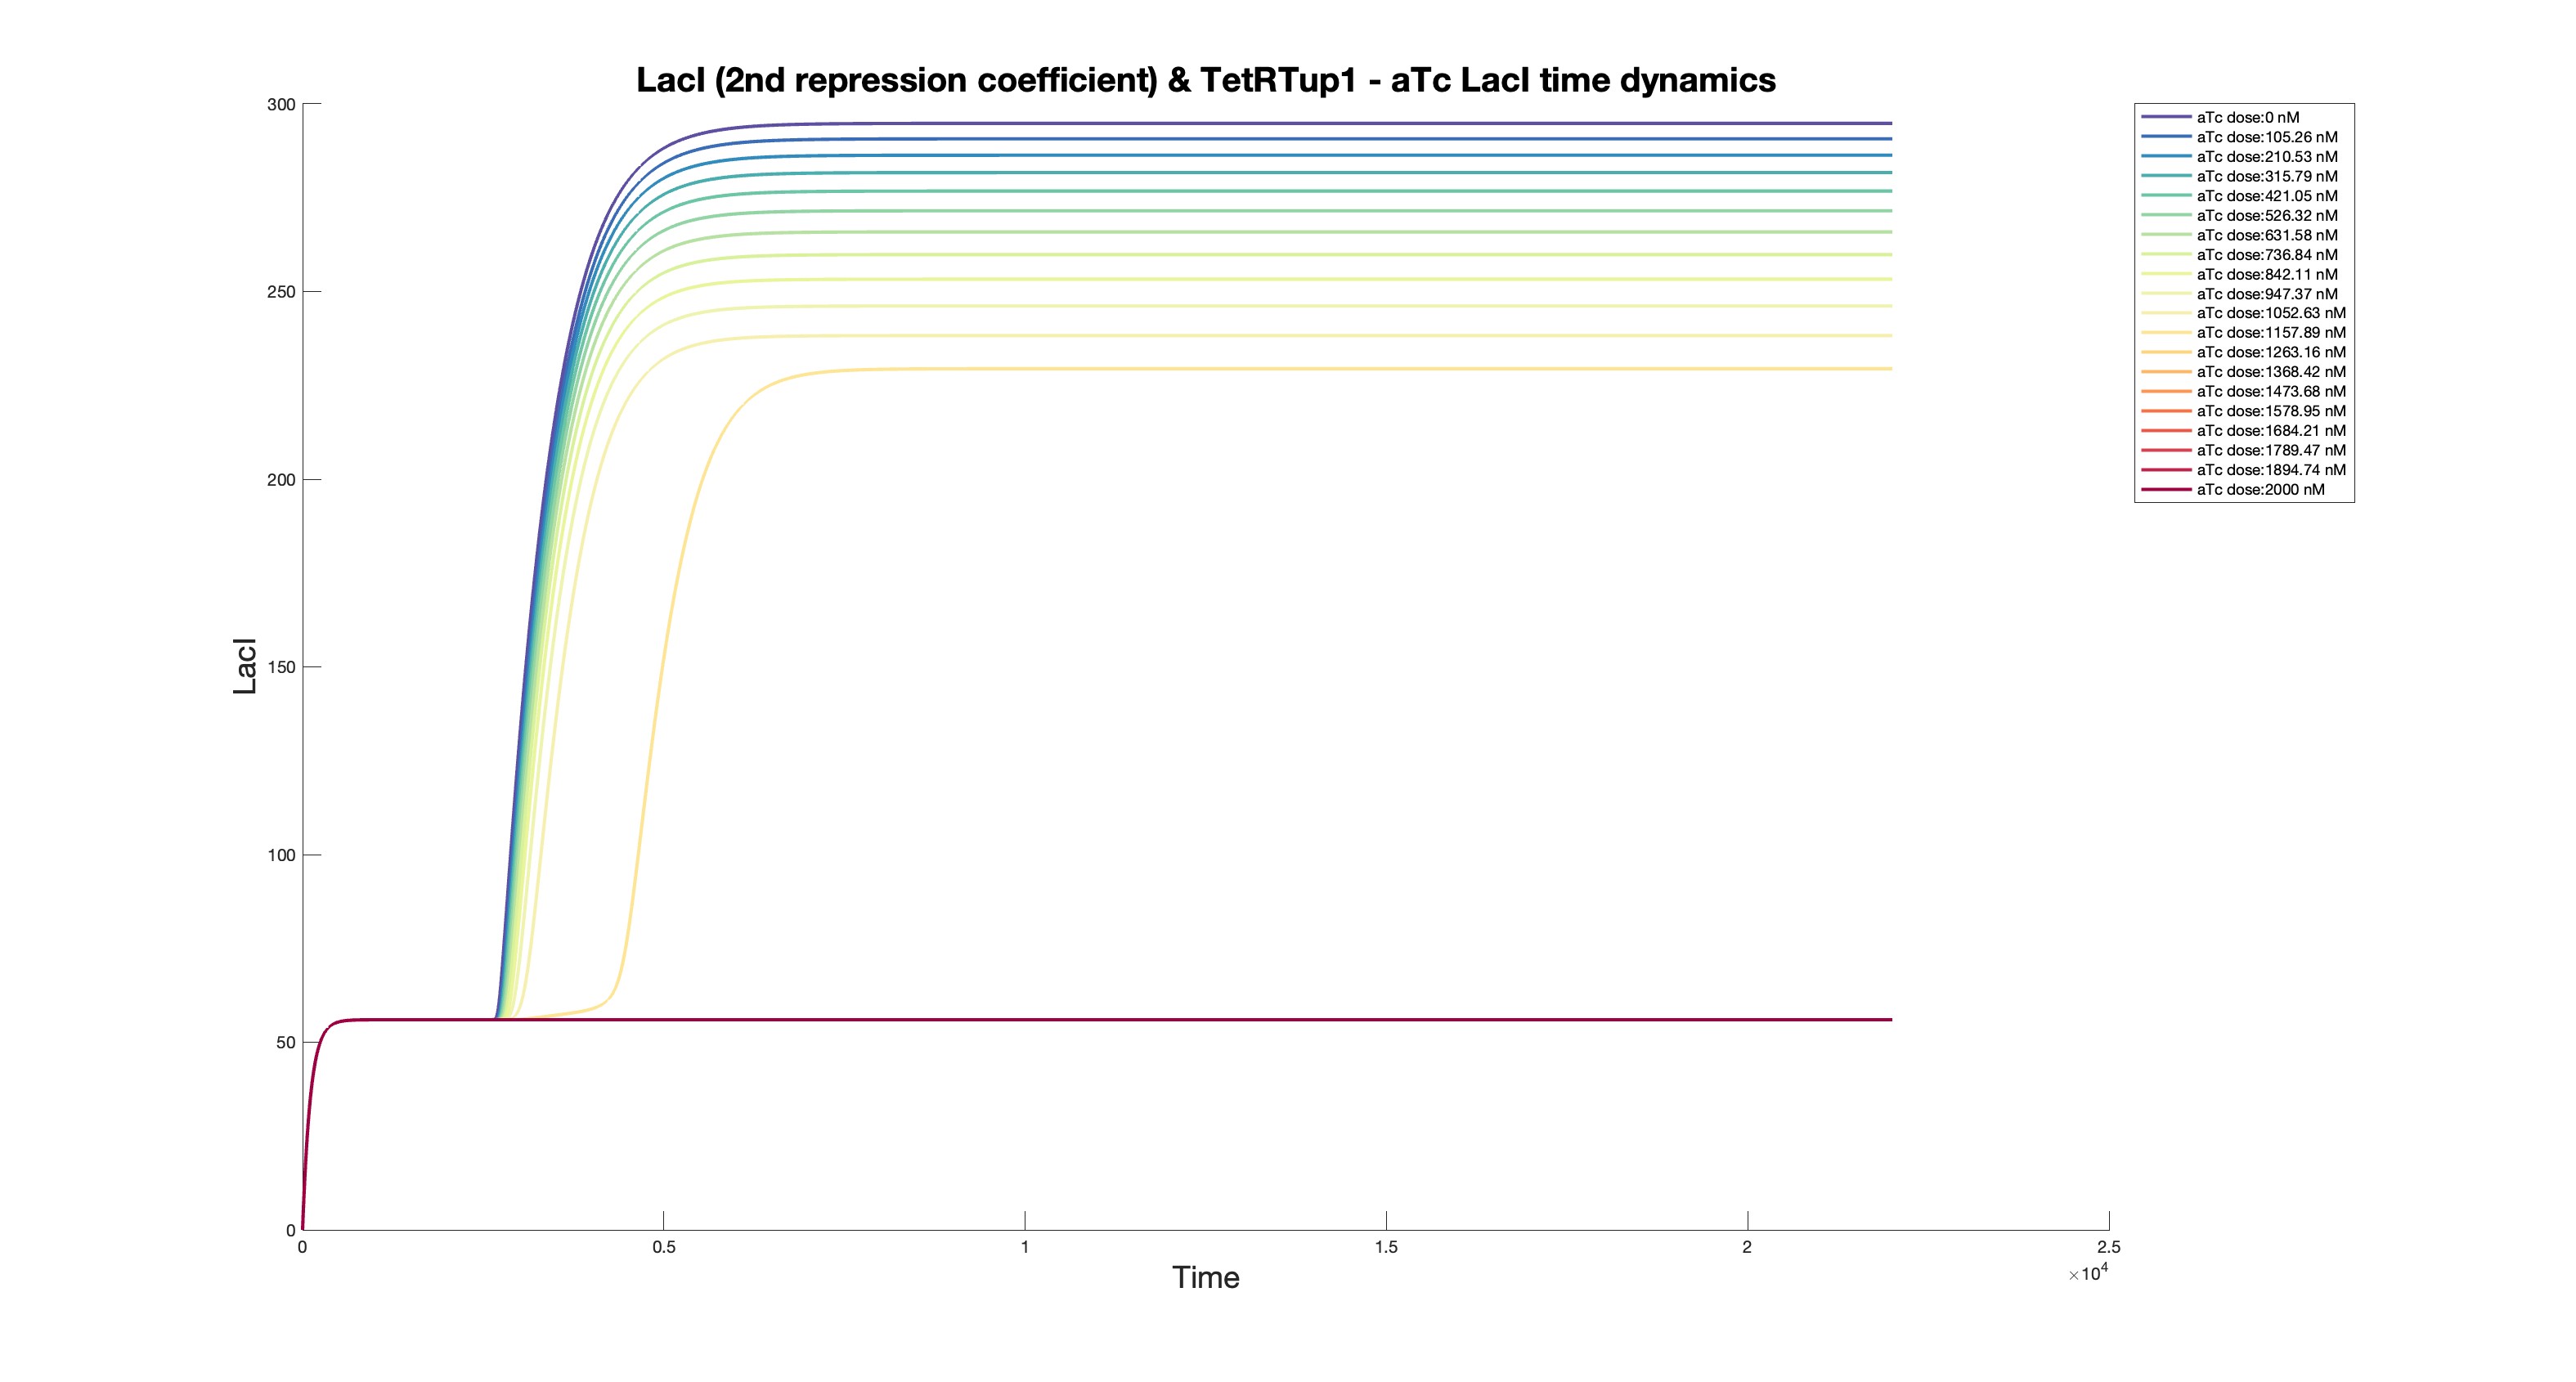 LacI (2nd repression coefficient) & TetRTup1 - aTc LacI time dynamics
300
250
200
150
100
50
0
LacI
0 0.5 1 1.5 2 2.5
×10^4
Time
aTc dose:0 nM
aTc dose:105.26 nM
aTc dose:210.53 nM
aTc dose:315.79 nM
aTc dose:421.05 nM
aTc dose:526.32 nM
aTc dose:631.58 nM
aTc dose:736.84 nM
aTc dose:842.11 nM
aTc dose:947.37 nM
aTc dose:1052.63 nM
aTc dose:1157.89 nM
aTc dose:1263.16 nM
aTc dose:1368.42 nM
aTc dose:1473.68 nM
aTc dose:1578.95 nM
aTc dose:1684.21 nM
aTc dose:1789.47 nM
aTc dose:1894.74 nM
aTc dose:2000 nM